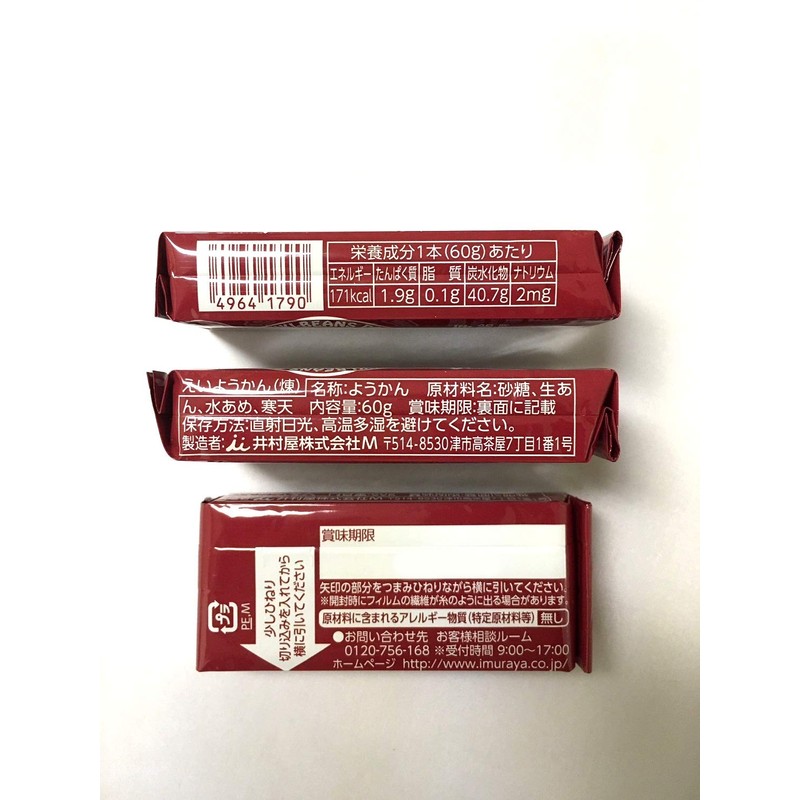 栄養成分1本(60g)あたり
エネルギー たんぱく質 脂 質 炭水化物 ナトリウム
171kcal 1.9g 0.1g 40.7g 2mg
4964 1790
えいようかん(煉) 名称:ようかん 原材料名:砂糖、生あ
ん、水あめ、寒天 内容量:60g 賞味期限:裏面に記載
保存方法:直射日光、高温多湿を避けてください。
製造者:井村屋株式会社M 〒514-8530津市高茶屋7丁目1番1号
賞味期限
矢印の部分をつまみひねりながら横に引いてください。
※開封時にフィルムの繊維が糸のように出る場合があります。
原材料に含まれるアレルギー物質(特定原材料等) 無し
●お問い合わせ先 お客様相談ルーム
0120-756-168 ※受付時間 9:00〜17:00
ホームページ http://www.imuraya.co.jp/
少しひねり
切り込みを入れてから
横に引いてください
プラ
PE,M